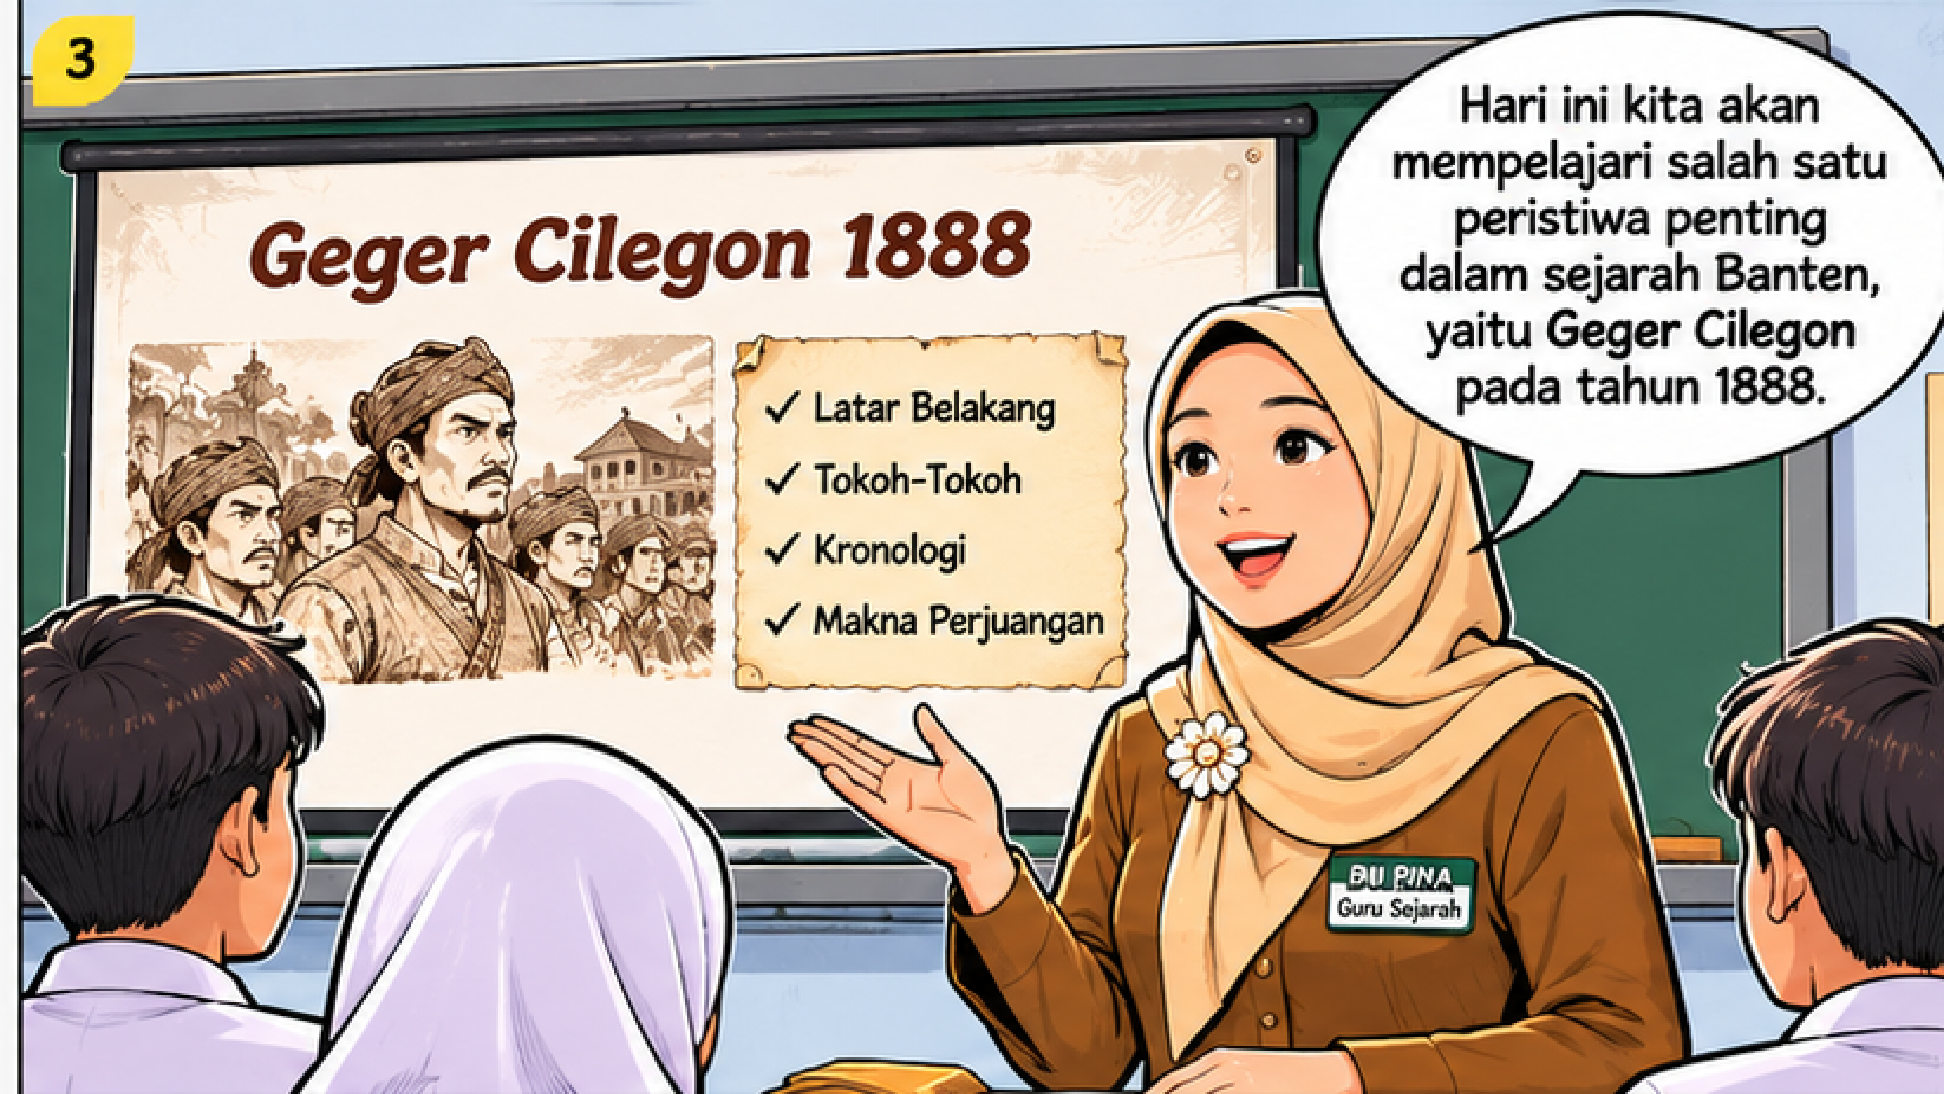 3
Hari ini kita akan
mempelajari salah satu
peristiwa penting
dalam sejarah Banten,
yaitu Geger Cilegon
pada tahun 1888.
Geger Cilegon 1888
✓ Latar Belakang
✓ Tokoh-Tokoh
✓ Kronologi
✓ Makna Perjuangan
Guru Sejarah